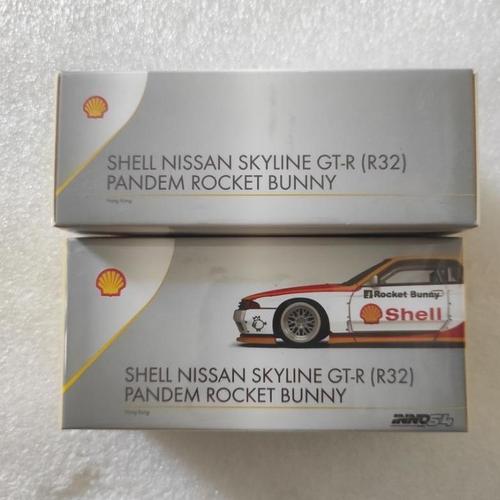 SHELL NISSAN SKYLINE GT-R (R32)
PANDEM ROCKET BUNNY
Hong Kong
Rocket Bunny
Shell
SHELL NISSAN SKYLINE GT-R (R32)
PANDEM ROCKET BUNNY
Hong Kong
INNO64